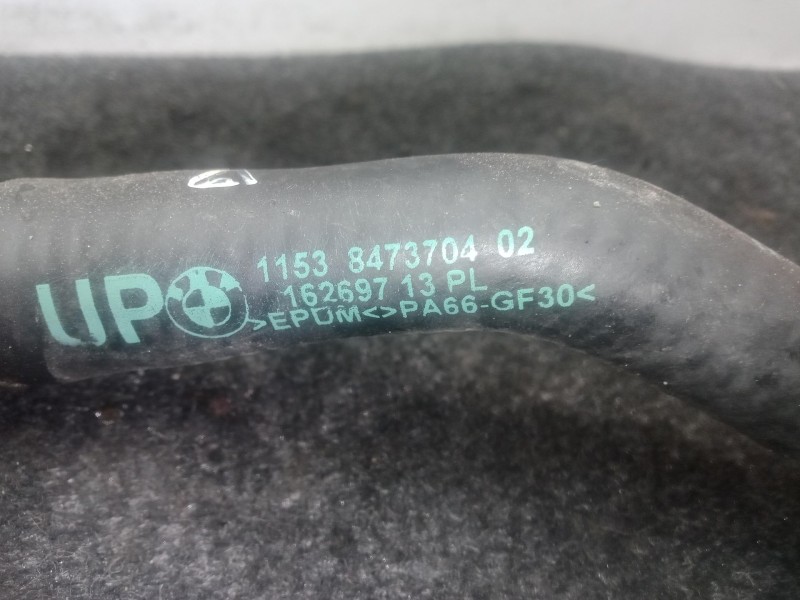 UP
1153 8473704 02
162697 13 PL
>EPDM<>PA66-GF30<